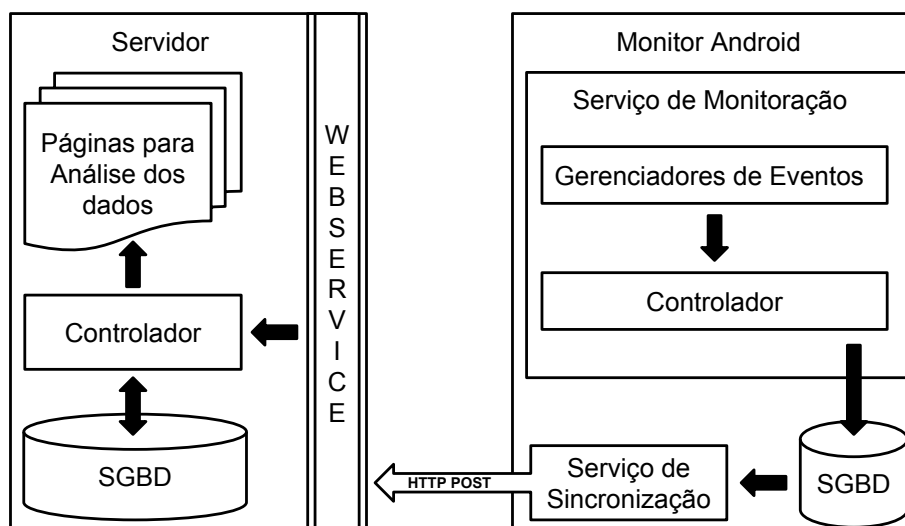 Servidor
Páginas para
Análise dos
dados
Controlador
SGBD
WEBSERVICE
HTTP POST
Monitor Android
Serviço de Monitoração
Gerenciadores de Eventos
Controlador
Serviço de
Sincronização
SGBD